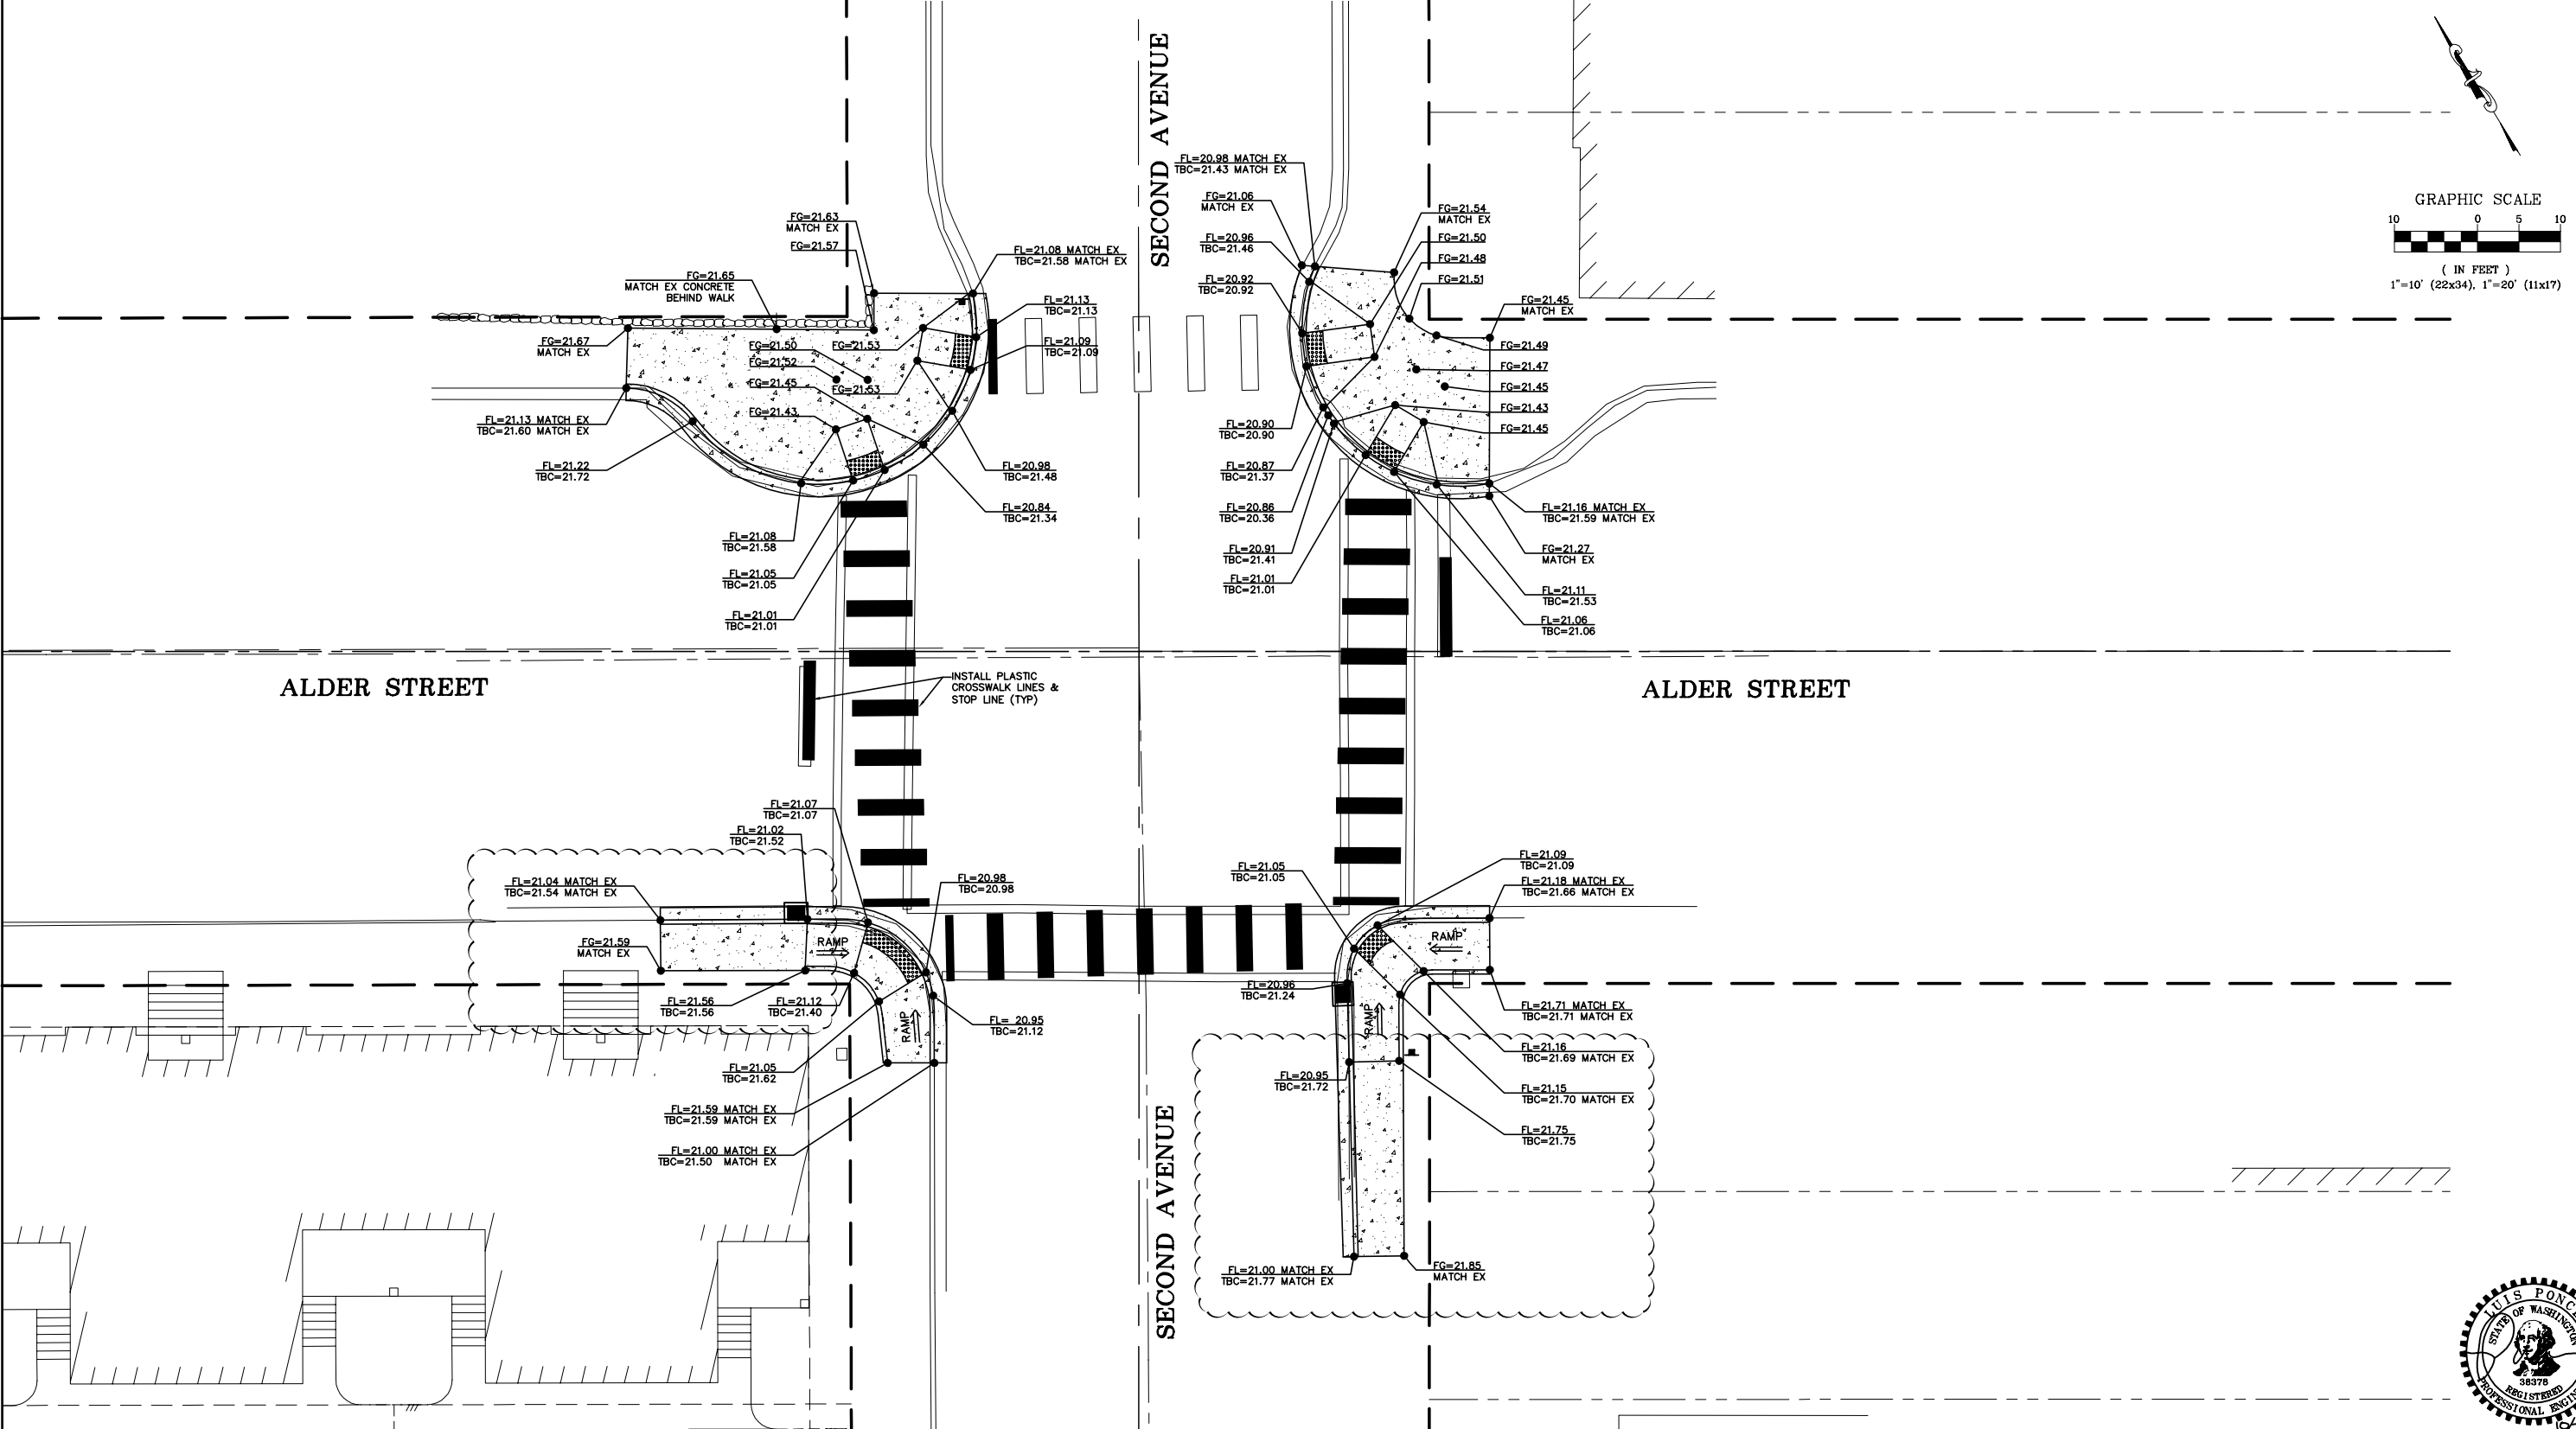 SECOND AVENUE
GRAPHIC SCALE
10 0 5 10
( IN FEET )
1"=10' (22x34), 1"=20' (11x17)
FG=21.63
MATCH EX
FG=21.57
FG=21.65
MATCH EX CONCRETE
BEHIND WALK
FG=21.67
MATCH EX
FG=21.50
FG=21.53
FG=21.52
FG=21.45
FG=21.53
FG=21.43
FL=21.08 MATCH EX
TBC=21.58 MATCH EX
FL=21.13
TBC=21.13
FL=21.09
TBC=21.09
FL=21.13 MATCH EX
TBC=21.60 MATCH EX
FL=21.22
TBC=21.72
FL=20.98
TBC=21.48
FL=20.84
TBC=21.34
FL=21.08
TBC=21.58
FL=21.05
TBC=21.05
FL=21.01
TBC=21.01
FL=20.98 MATCH EX
TBC=21.43 MATCH EX
FG=21.06
MATCH EX
FL=20.96
TBC=21.46
FL=20.92
TBC=20.92
FG=21.54
MATCH EX
FG=21.50
FG=21.48
FG=21.51
FG=21.45
MATCH EX
FG=21.49
FG=21.47
FG=21.45
FG=21.43
FG=21.45
FL=20.90
TBC=20.90
FL=20.87
TBC=21.37
FL=20.86
TBC=20.36
FL=20.91
TBC=21.41
FL=21.01
TBC=21.01
FL=21.16 MATCH EX
TBC=21.59 MATCH EX
FG=21.27
MATCH EX
FL=21.11
TBC=21.53
FL=21.06
TBC=21.06
ALDER STREET
INSTALL PLASTIC
CROSSWALK LINES &
STOP LINE (TYP)
ALDER STREET
FL=21.07
TBC=21.07
FL=21.02
TBC=21.52
FL=21.04 MATCH EX
TBC=21.54 MATCH EX
FL=20.98
TBC=20.98
FG=21.59
MATCH EX
RAMP
FL=21.56
TBC=21.56
FL=21.12
TBC=21.40
RAMP
FL= 20.95
TBC=21.12
FL=21.05
TBC=21.62
FL=21.59 MATCH EX
TBC=21.59 MATCH EX
FL=21.00 MATCH EX
TBC=21.50 MATCH EX
FL=21.05
TBC=21.05
FL=21.09
TBC=21.09
FL=21.18 MATCH EX
TBC=21.66 MATCH EX
RAMP
FL=20.96
TBC=21.24
RAMP
FL=21.71 MATCH EX
TBC=21.71 MATCH EX
FL=21.16
TBC=21.69 MATCH EX
FL=20.95
TBC=21.72
FL=21.15
TBC=21.70 MATCH EX
FL=21.75
TBC=21.75
FL=21.00 MATCH EX
TBC=21.77 MATCH EX
FG=21.85
MATCH EX
SECOND AVENUE
LUIS PONC
STATE OF WASHINGTON
38378
REGISTERED
PROFESSIONAL ENGIN